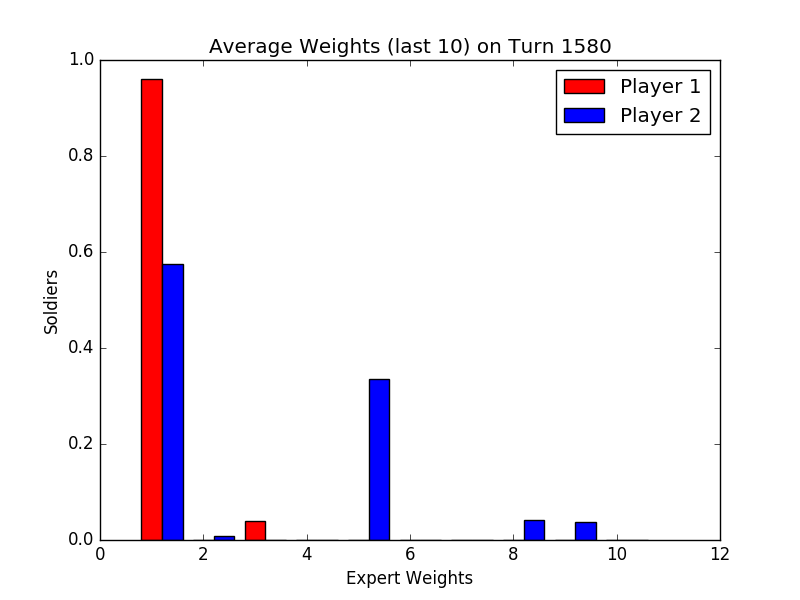 Average Weights (last 10) on Turn 1580
1.0
0.8
0.6
0.4
0.2
0.0
Soldiers
Player 1
Player 2
0 2 4 6 8 10 12
Expert Weights